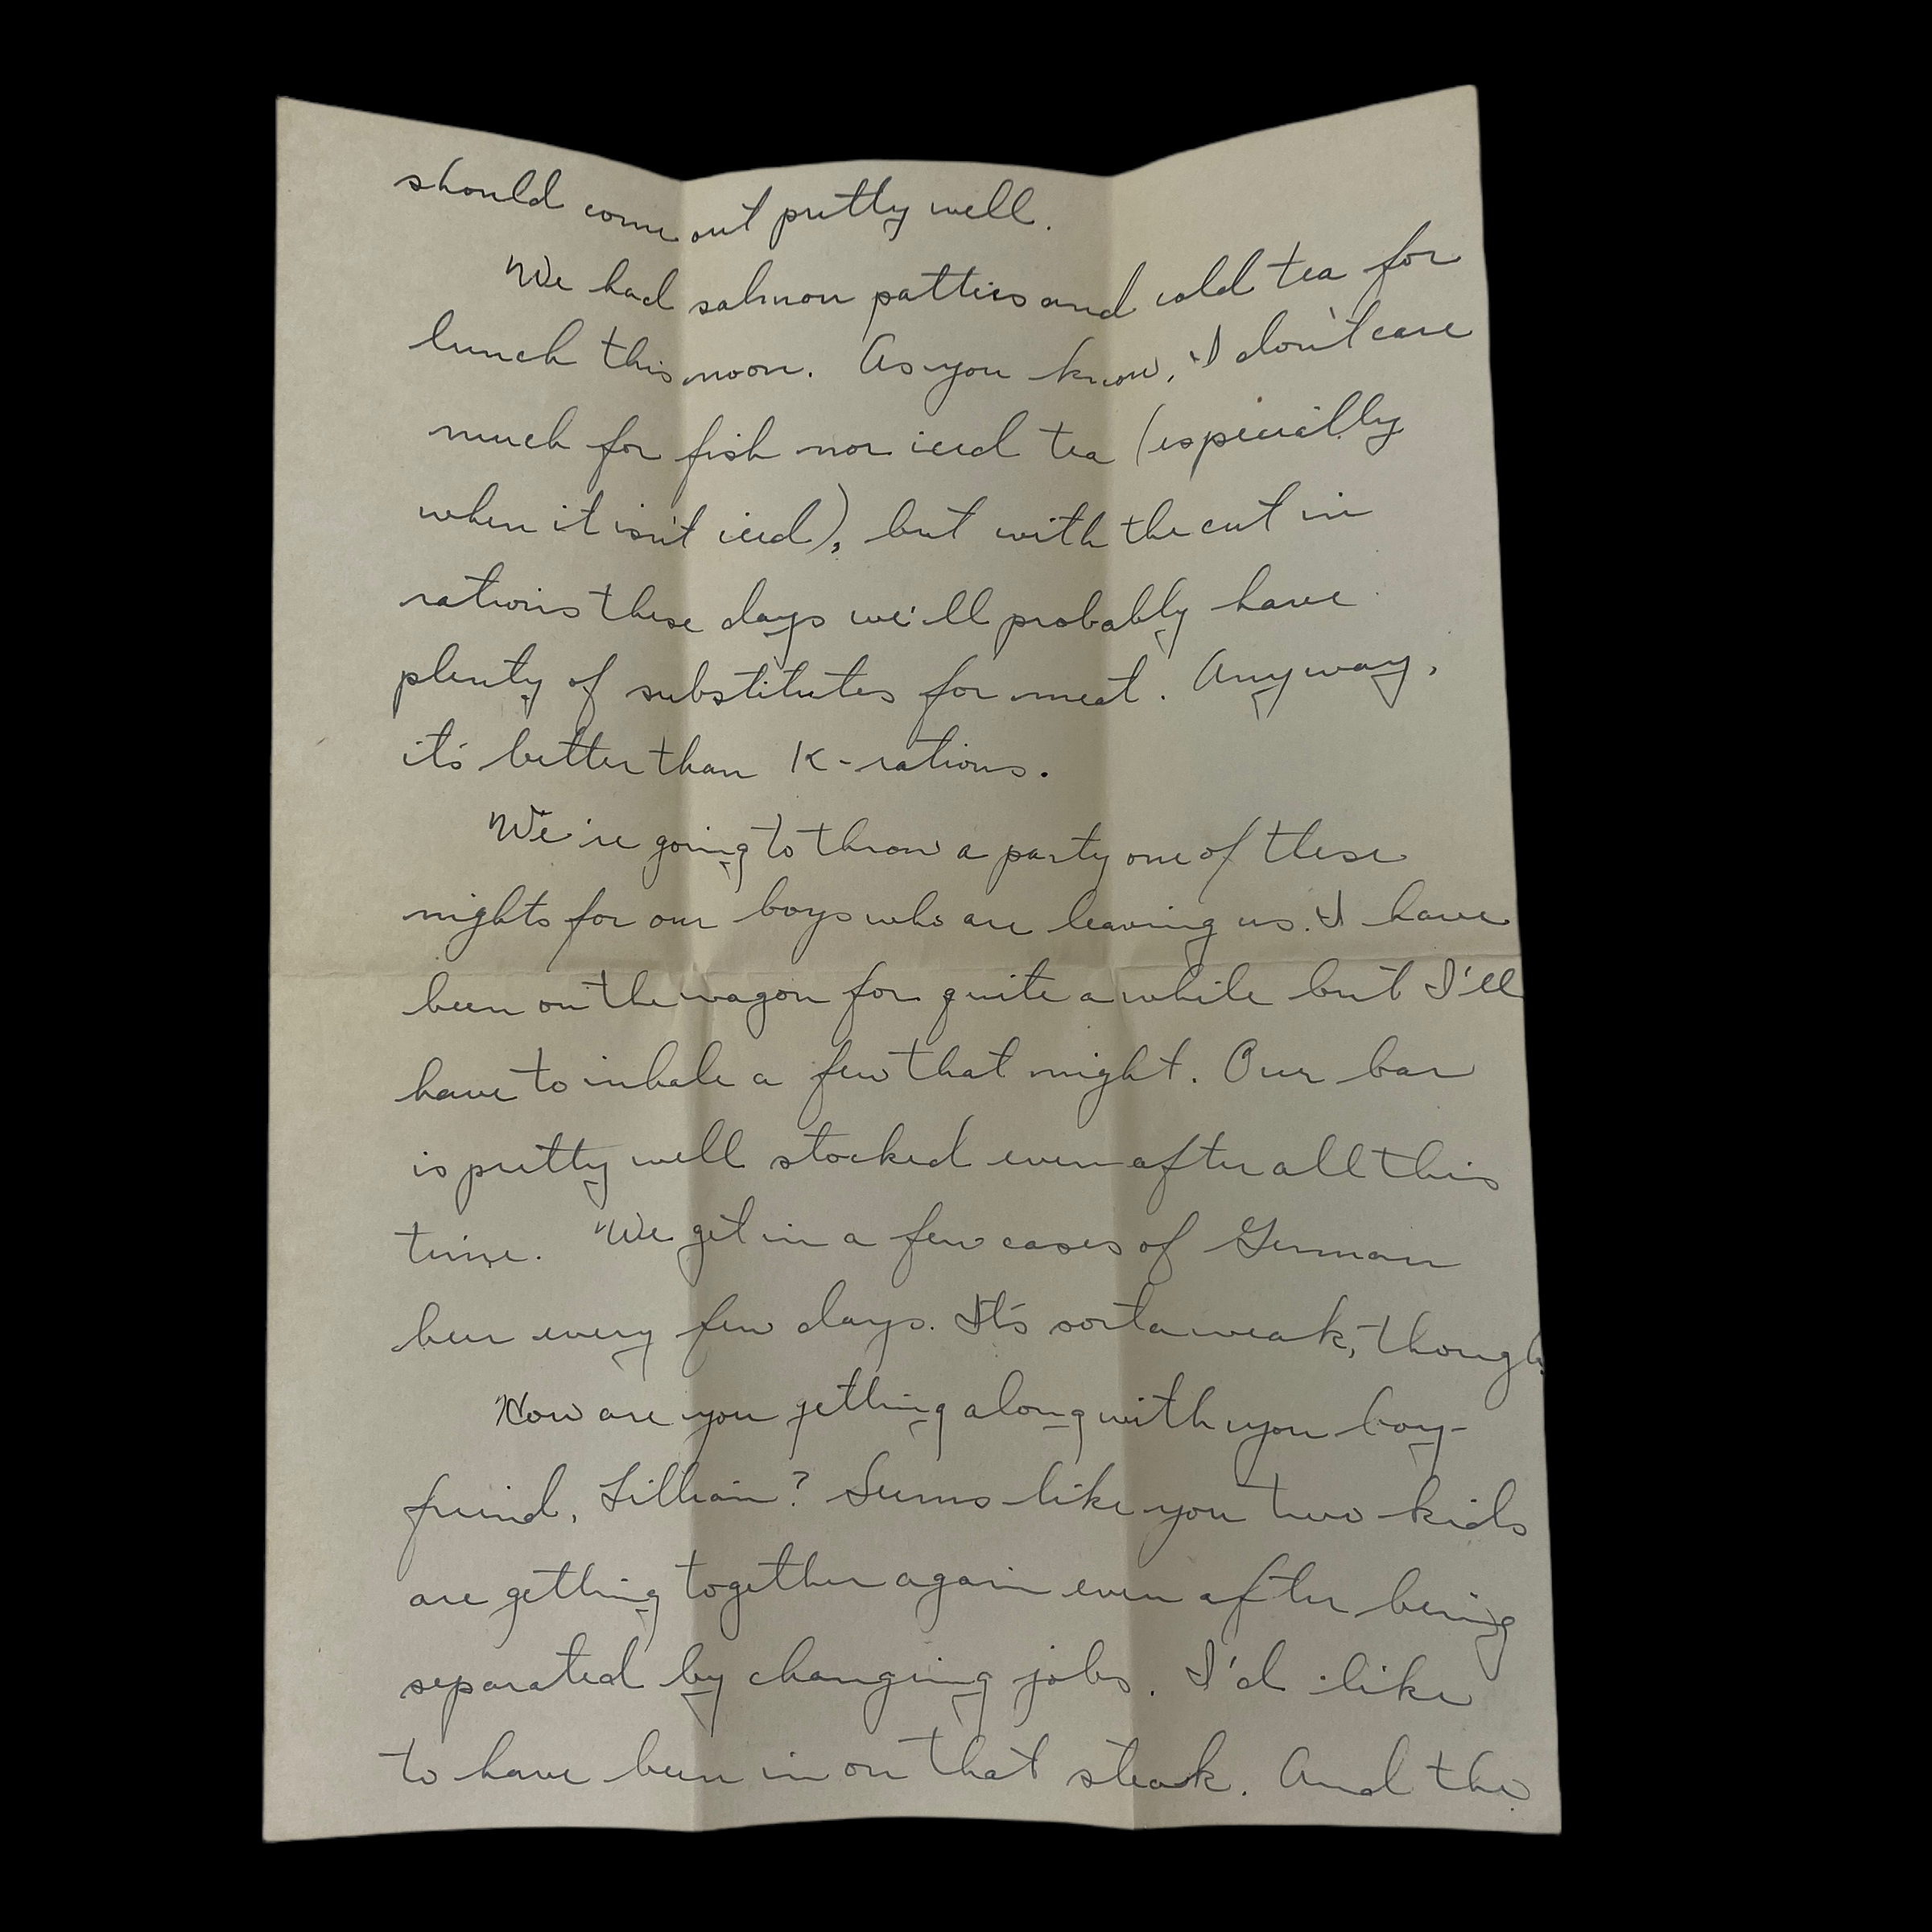 should come out pretty well.
We had salmon patties and cold tea for
lunch this noon. As you know, I don't care
much for fish nor iced tea (especially
when it isn't iced), but with the cut in
rations these days we'll probably have
plenty of substitutes for meat. Anyway,
it's better than K-rations.
We're going to throw a party one of these
nights for our boys who are leaving us. I have
been on the wagon for quite a while but I'll
have to inhale a few that night. Our bar
is pretty well stocked even after all this
time. We get in a few cases of German
beer every few days. It's sorta weak, though.
How are you getting along with you boy-
friend, Lillian? Seems like you two kids
are getting together again even after being
separated by changing jobs. I'd like
to have been in on that steak. And the